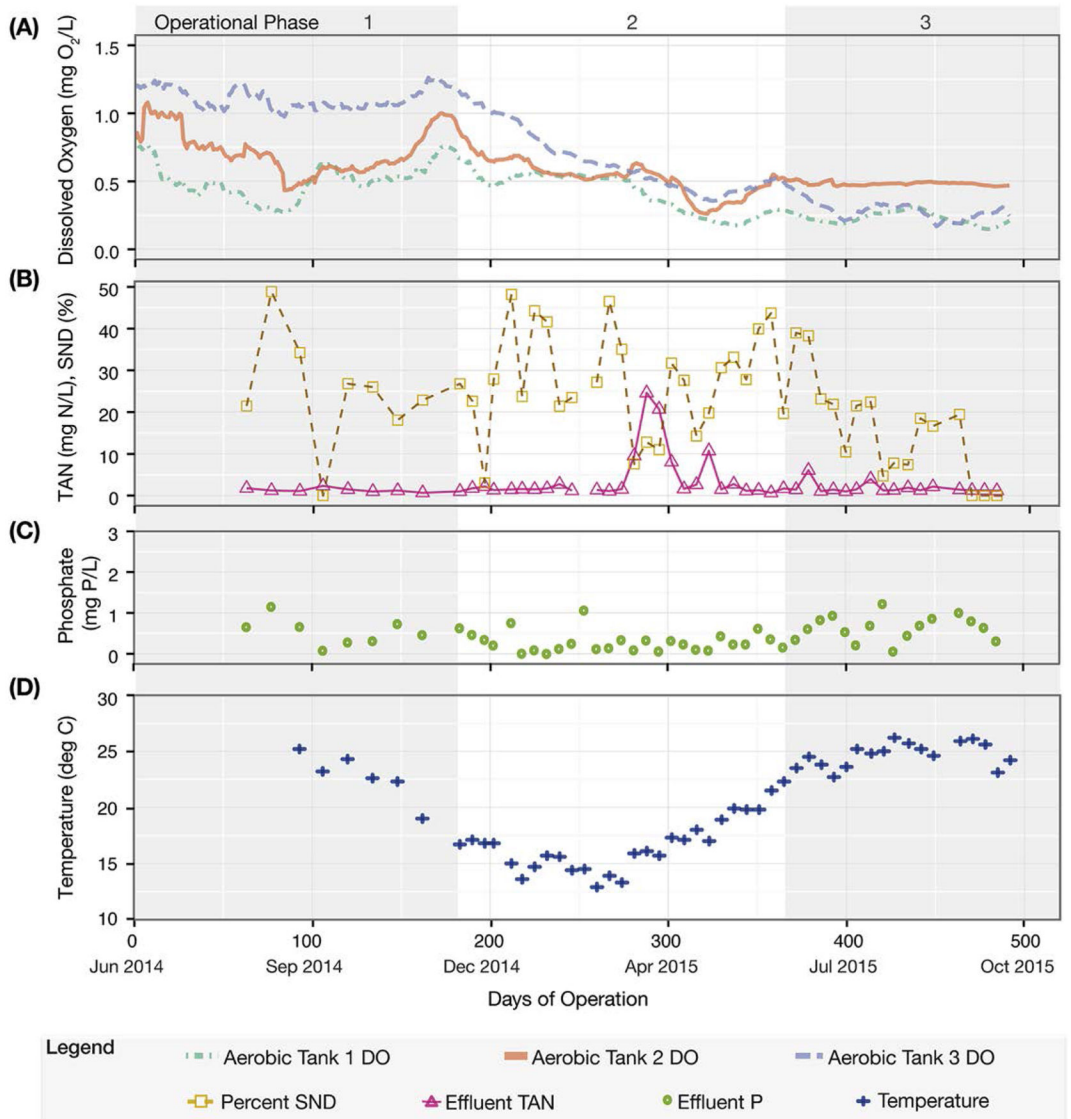 (A)
Operational Phase 1 2 3
Dissolved Oxygen (mg O2/L)
1.5
1.0
0.5
0.0
(B)
TAN (mg N/L), SND (%)
50
40
30
20
10
0
(C)
Phosphate
(mg P/L)
3
2
1
0
(D)
Temperature (deg C)
30
25
20
15
10
0 100 200 300 400 500
Jun 2014 Sep 2014 Dec 2014 Apr 2015 Jul 2015 Oct 2015
Days of Operation
Legend
Aerobic Tank 1 DO Aerobic Tank 2 DO Aerobic Tank 3 DO
Percent SND Effluent TAN Effluent P Temperature